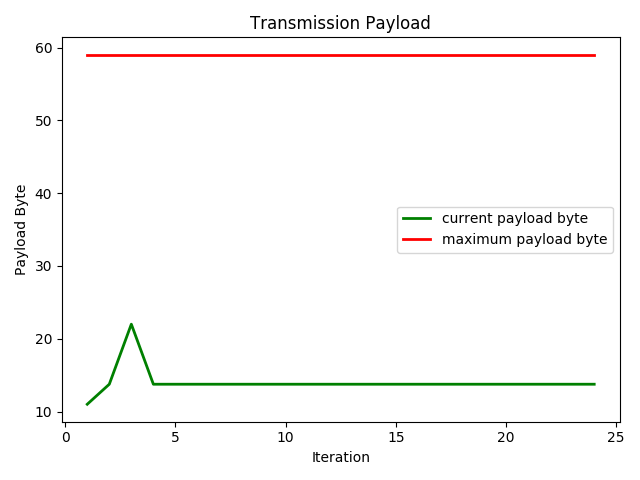 Transmission Payload
60
50
40
30
20
10
Payload Byte
current payload byte
maximum payload byte
0
5
10
15
20
25
Iteration